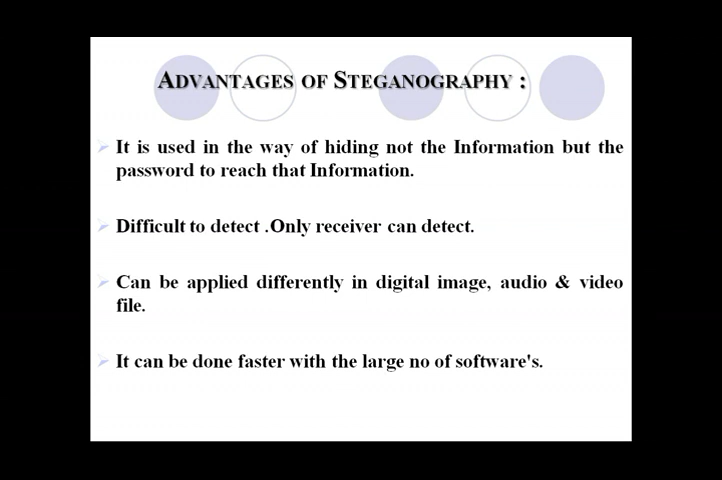 ADVANTAGES OF STEGANOGRAPHY :
It is used in the way of hiding not the Information but the
password to reach that Information.
Difficult to detect .Only receiver can detect.
Can be applied differently in digital image, audio & video
file.
It can be done faster with the large no of software's.